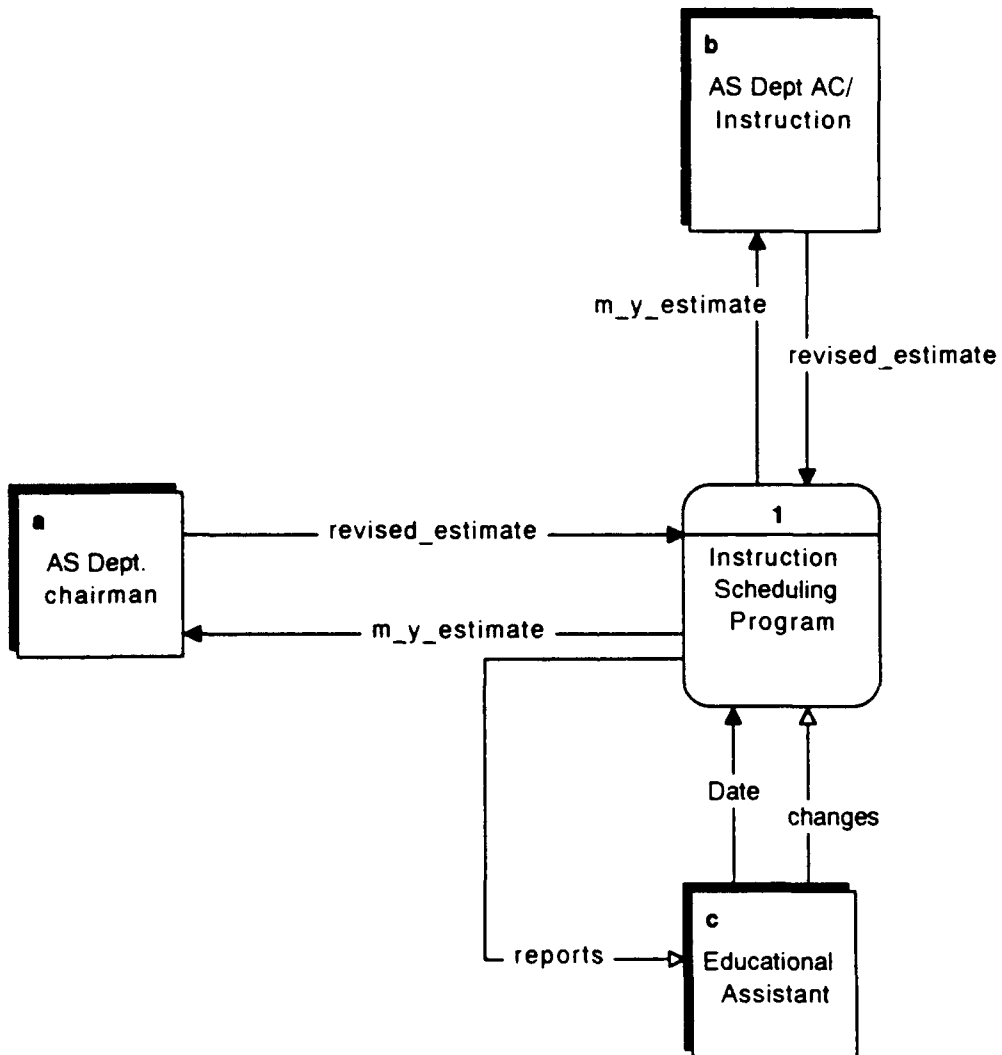 b
AS Dept AC/
Instruction
m_y_estimate
revised_estimate
a
AS Dept.
chairman
revised_estimate
m_y_estimate
1
Instruction
Scheduling
Program
Date
changes
reports
c
Educational
Assistant